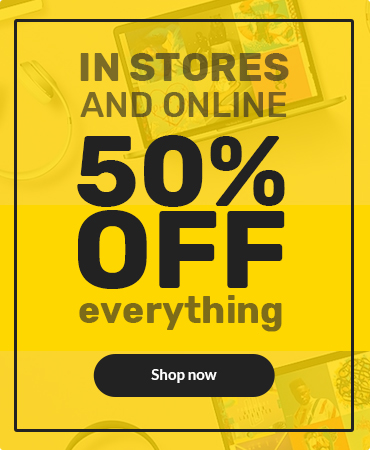 IN STORES
AND ONLINE
50%
OFF
everything
Shop now